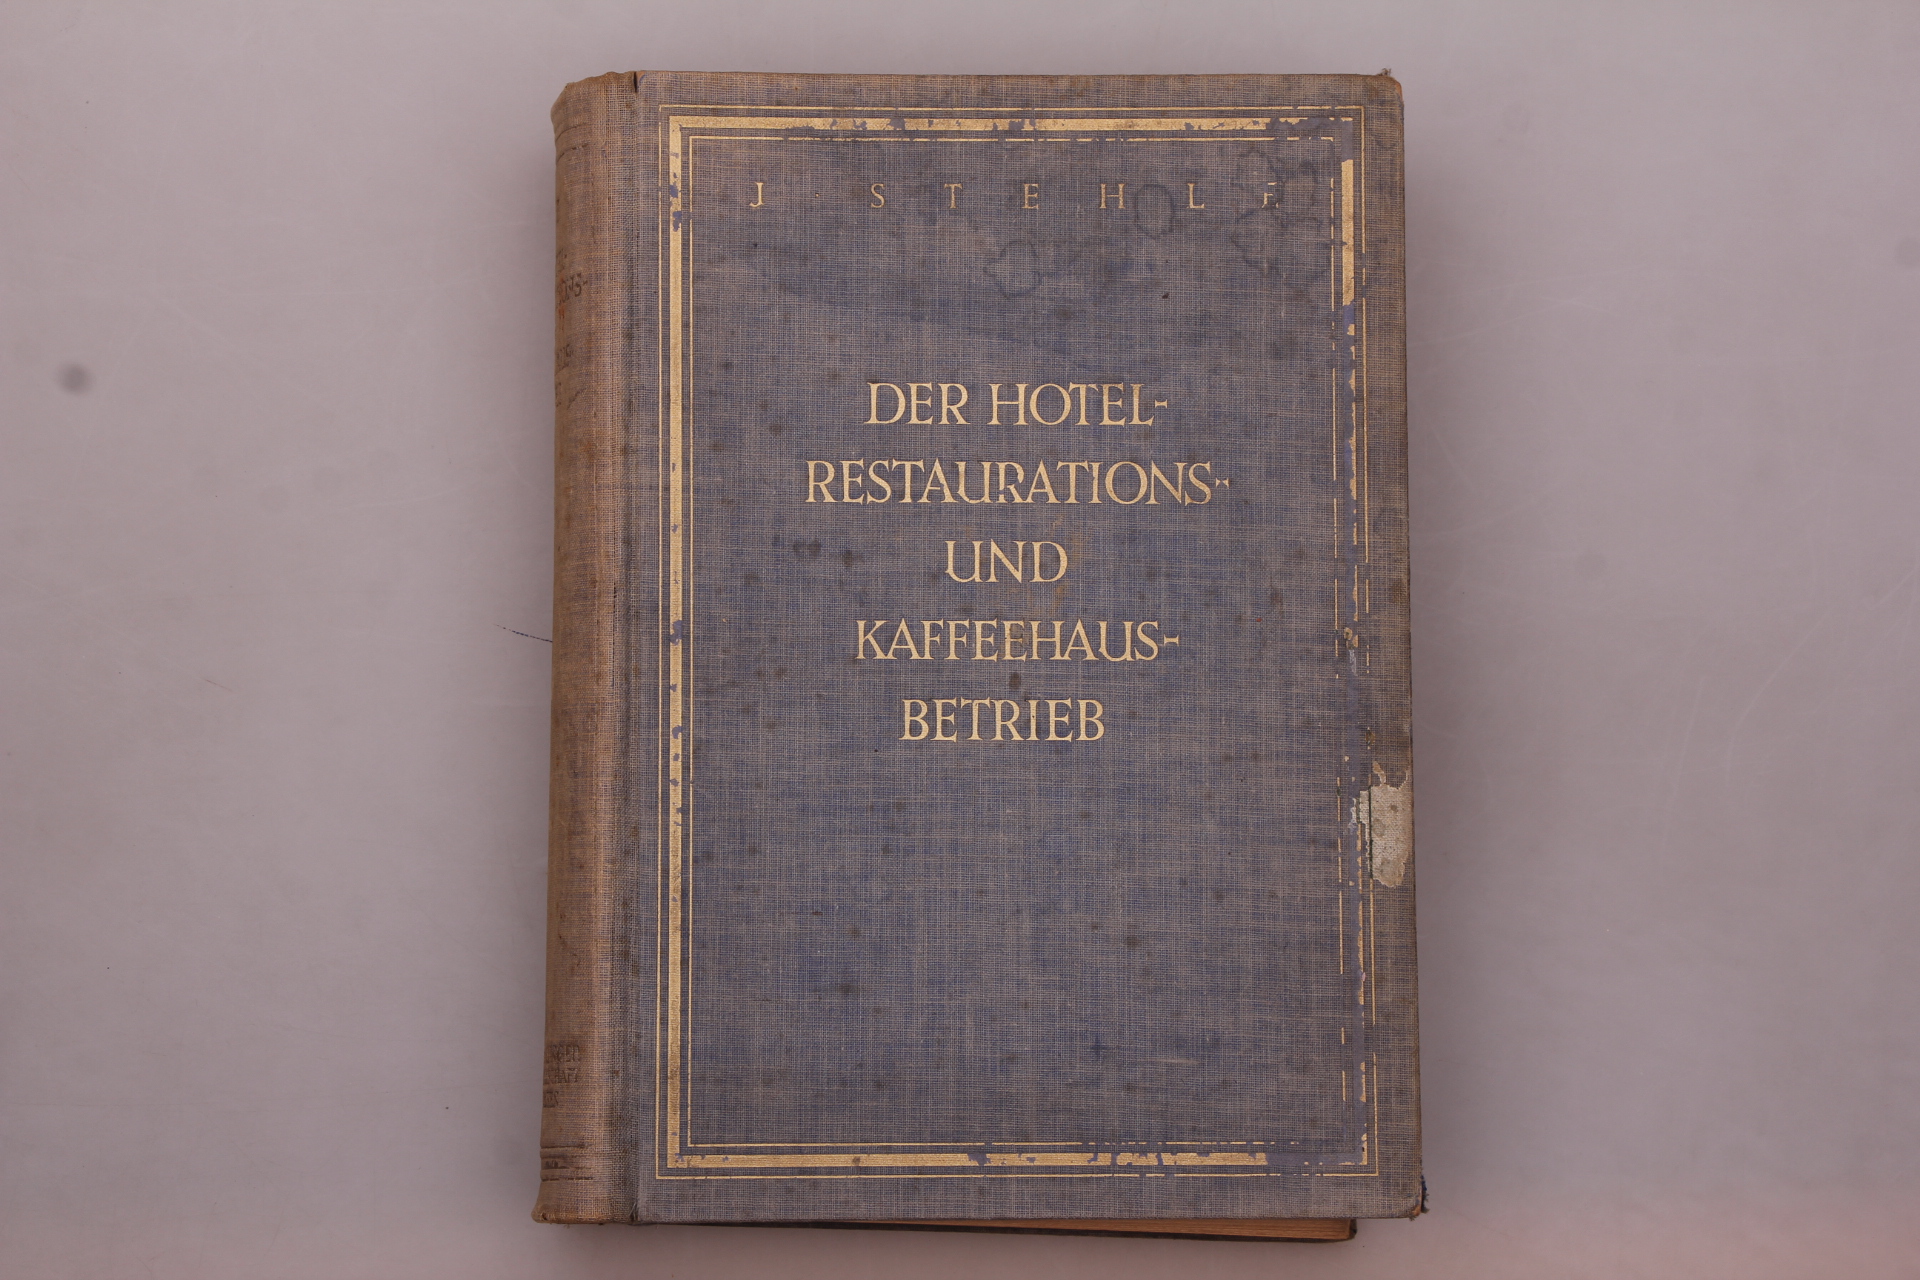 J. STEHLE
DER HOTEL-
RESTAURATIONS-
UND
KAFFEEHAUS-
BETRIEB